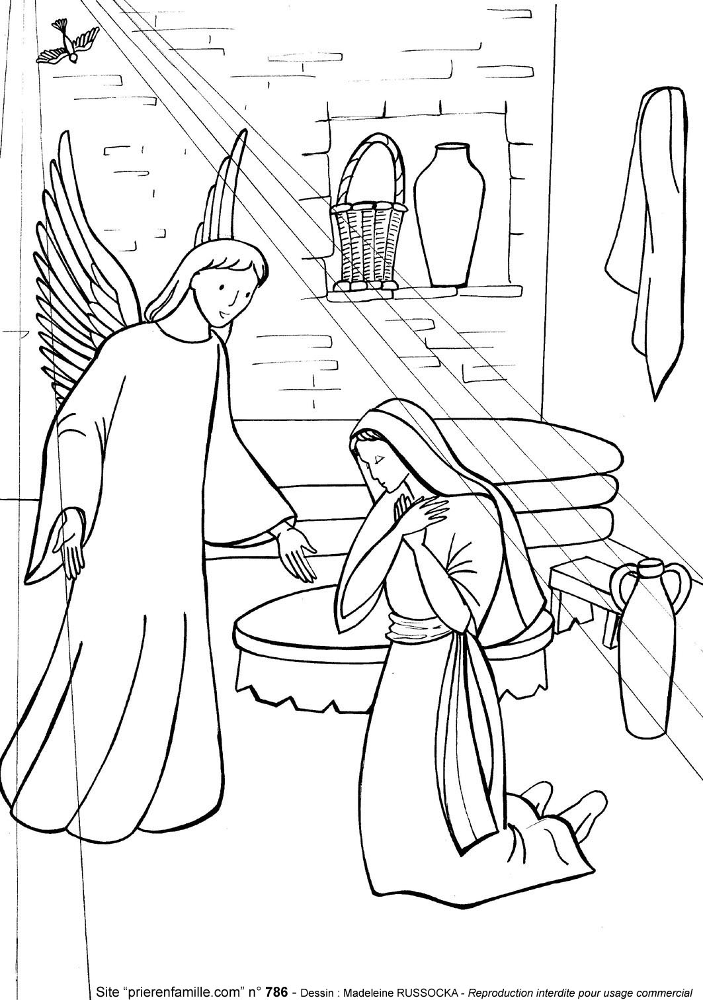 Site “prierenfamille.com” n° 786 - Dessin : Madeleine RUSSOCKA - Reproduction interdite pour usage commercial